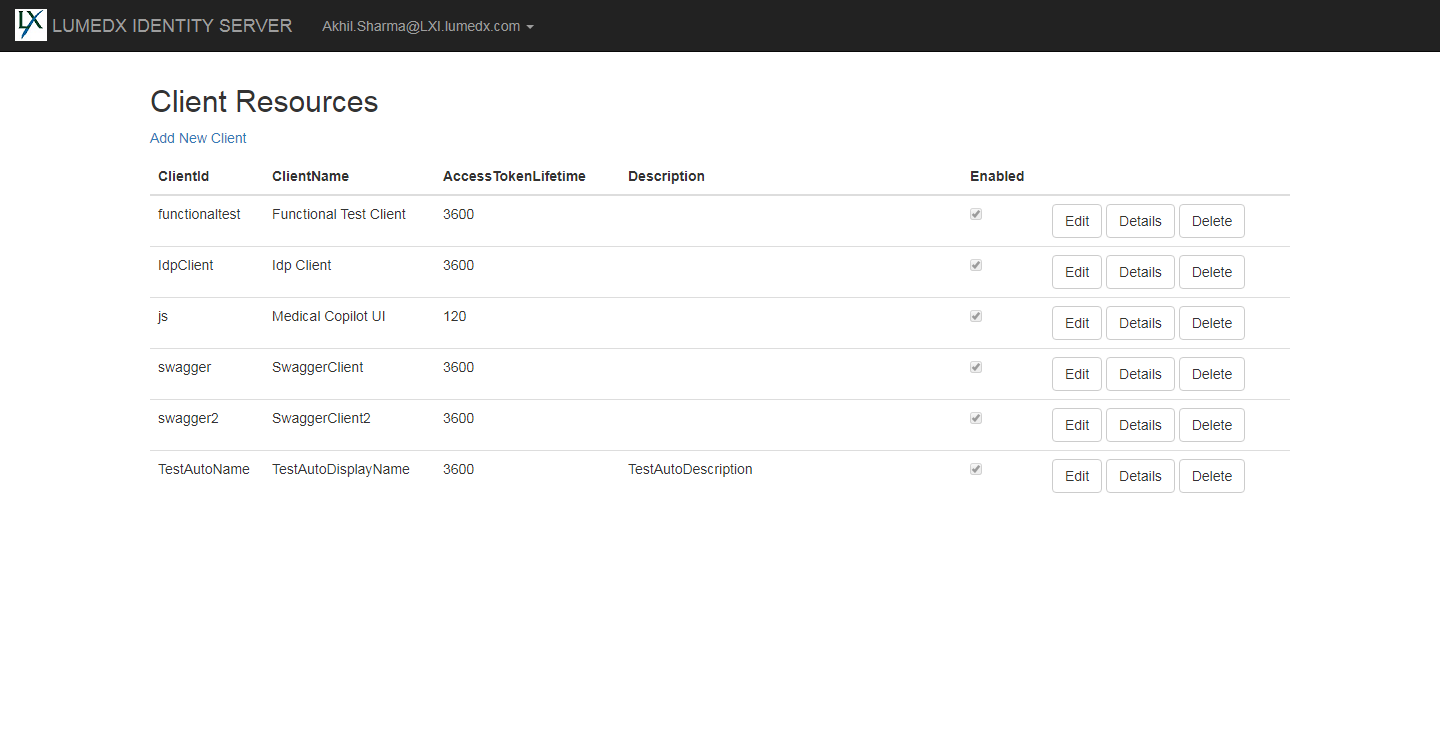 LX LUMEDX IDENTITY SERVER Akhil.Sharma@LXI.lumedx.com
Client Resources
Add New Client
ClientId ClientName AccessTokenLifetime Description Enabled
functionaltest Functional Test Client 3600 Edit Details Delete
IdpClient Idp Client 3600 Edit Details Delete
js Medical Copilot UI 120 Edit Details Delete
swagger SwaggerClient 3600 Edit Details Delete
swagger2 SwaggerClient2 3600 Edit Details Delete
TestAutoName TestAutoDisplayName 3600 TestAutoDescription Edit Details Delete